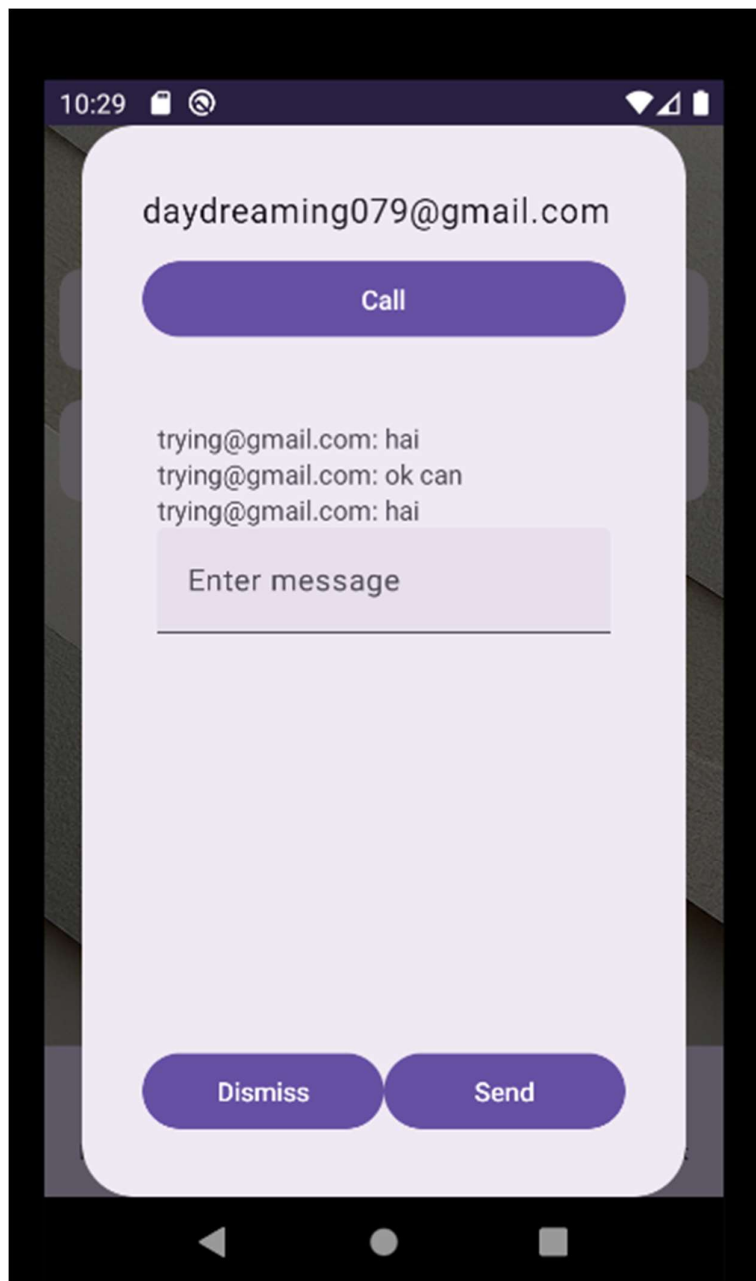 10:29
daydreaming079@gmail.com
Call
trying@gmail.com: hai
trying@gmail.com: ok can
trying@gmail.com: hai
Enter message
Dismiss Send